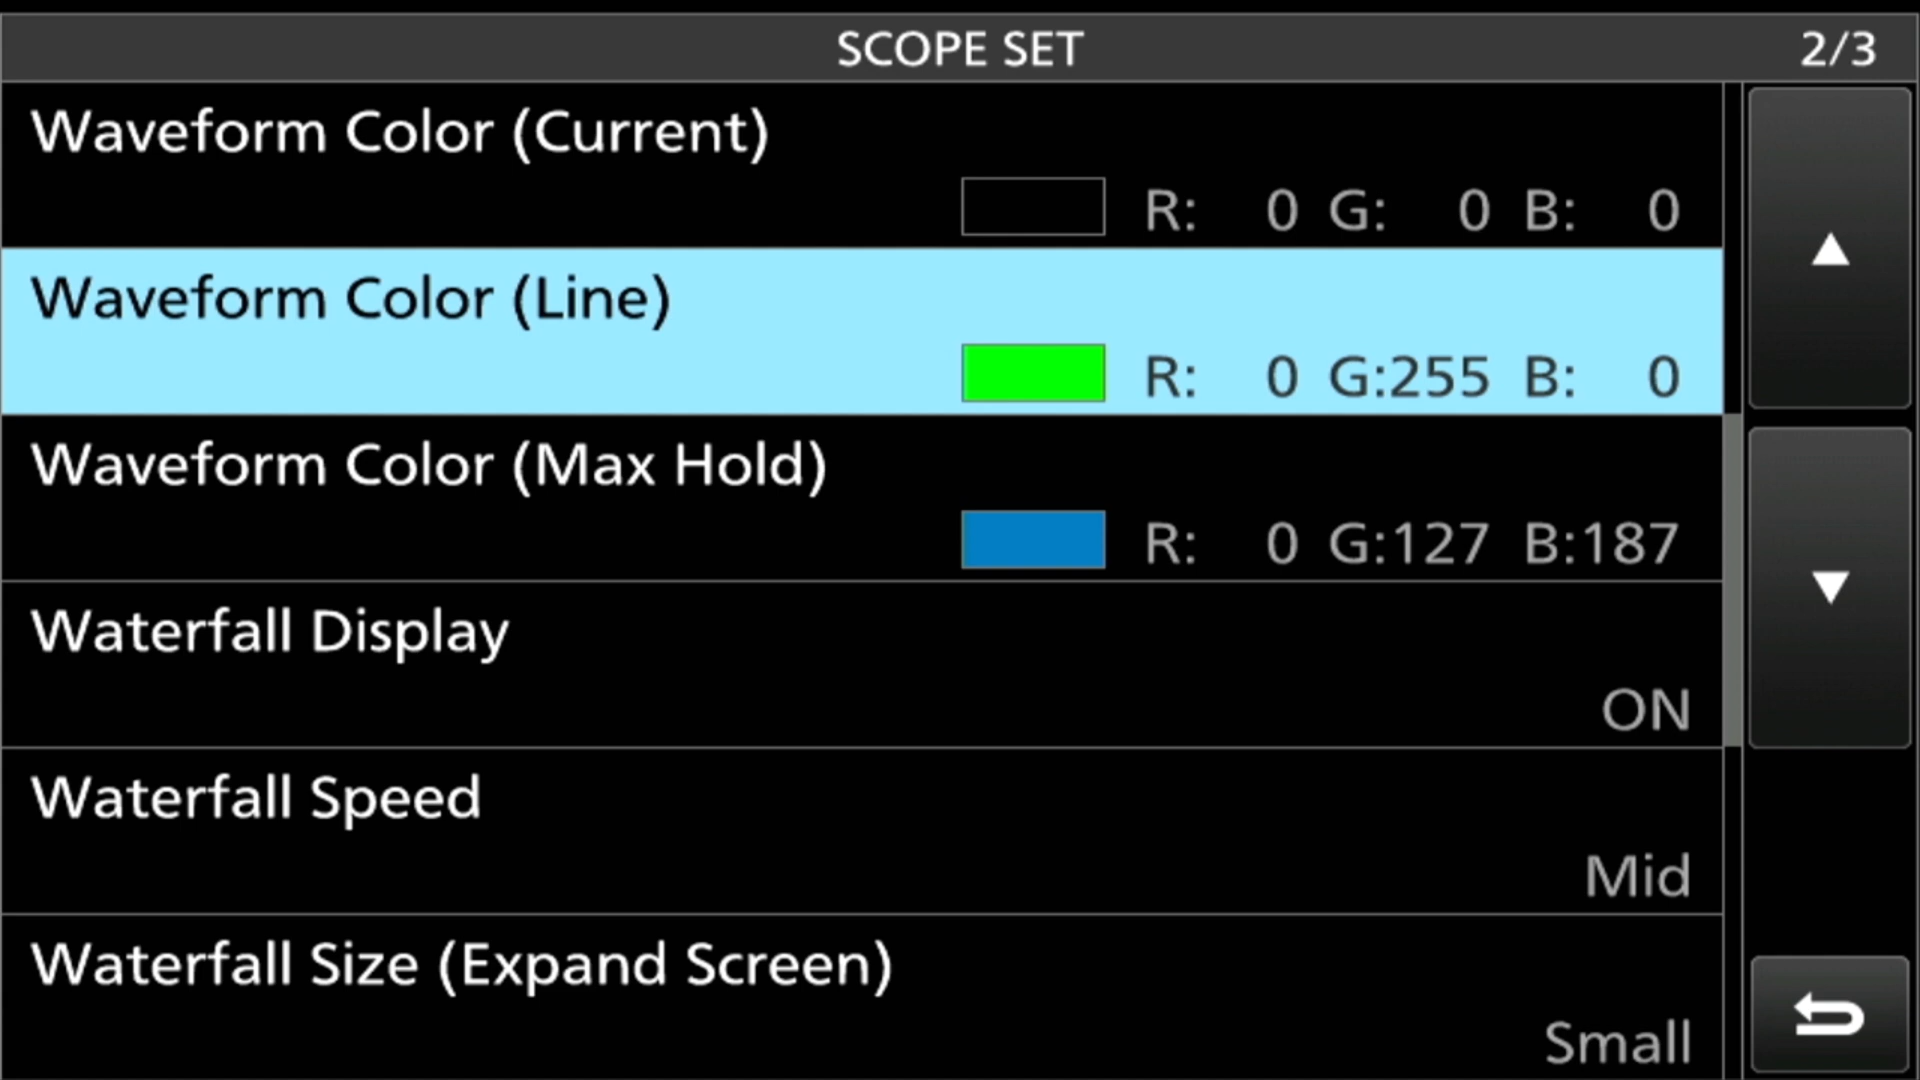 SCOPE SET 2/3
Waveform Color (Current)
R: 0 G: 0 B: 0
Waveform Color (Line)
R: 0 G:255 B: 0
Waveform Color (Max Hold)
R: 0 G:127 B:187
Waterfall Display
ON
Waterfall Speed
Mid
Waterfall Size (Expand Screen)
Small